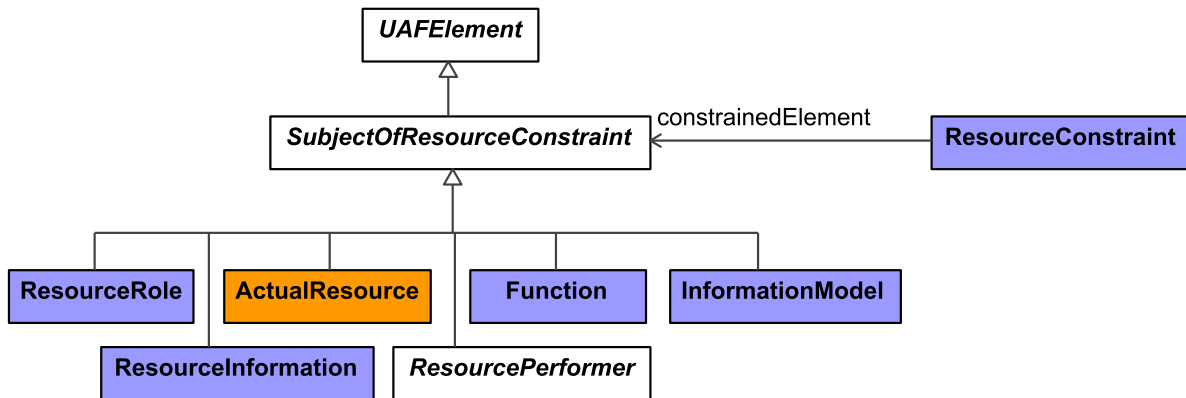 UAFElement
constrainedElement
SubjectOfResourceConstraint
ResourceConstraint
ResourceRole
ActualResource
Function
InformationModel
ResourceInformation
ResourcePerformer